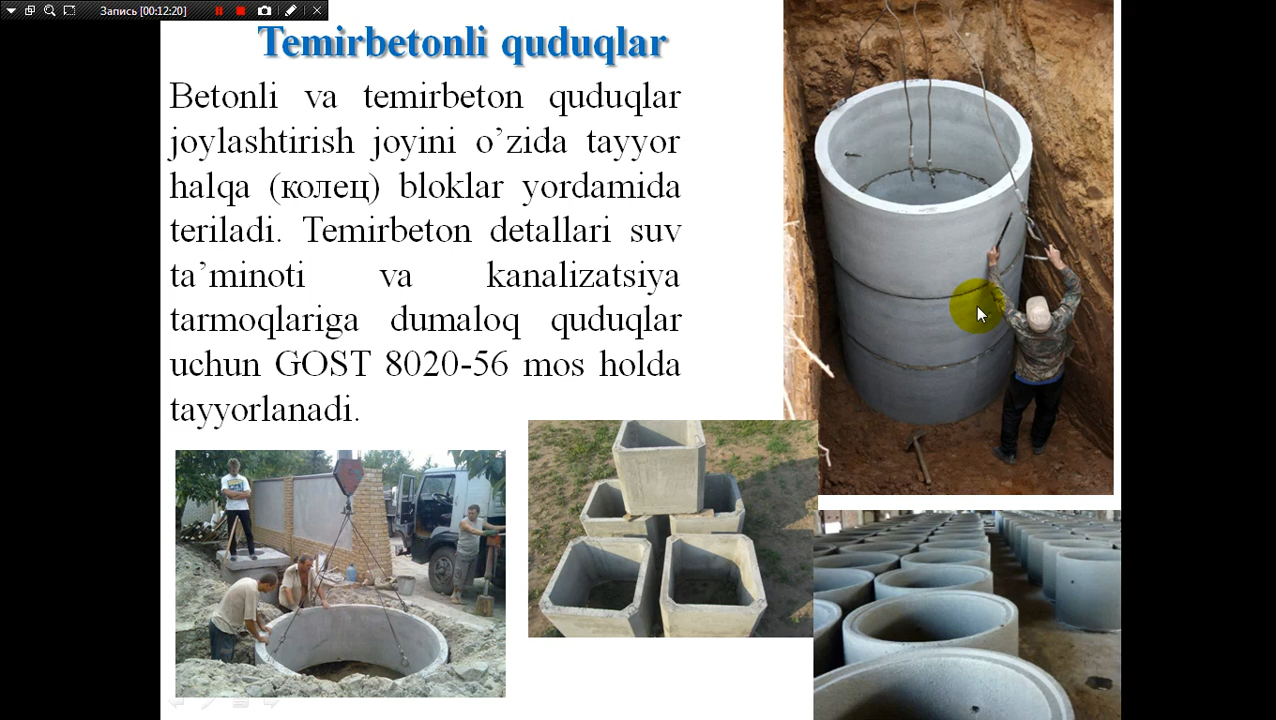 Запись [00:12:20]
Temirbetonli quduqlar
Betonli va temirbeton quduqlar
joylashtirish joyini o’zida tayyor
halqa (колец) bloklar yordamida
teriladi. Temirbeton detallari suv
ta’minoti va kanalizatsiya
tarmoqlariga dumaloq quduqlar
uchun GOST 8020-56 mos holda
tayyorlanadi.